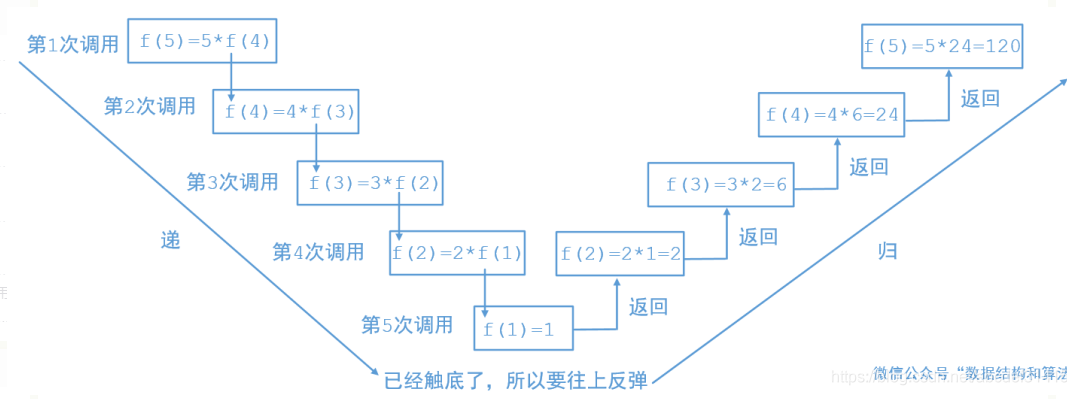 第1次调用
f(5)=5*f(4)
第2次调用
f(4)=4*f(3)
第3次调用
f(3)=3*f(2)
第4次调用
f(2)=2*f(1)
第5次调用
f(1)=1
递
已经触底了，所以要往上反弹
f(2)=2*1=2
返回
f(3)=3*2=6
返回
f(4)=4*6=24
返回
f(5)=5*24=120
返回
归
微信公众号“数据结构和算法
https://blog.csdn.net